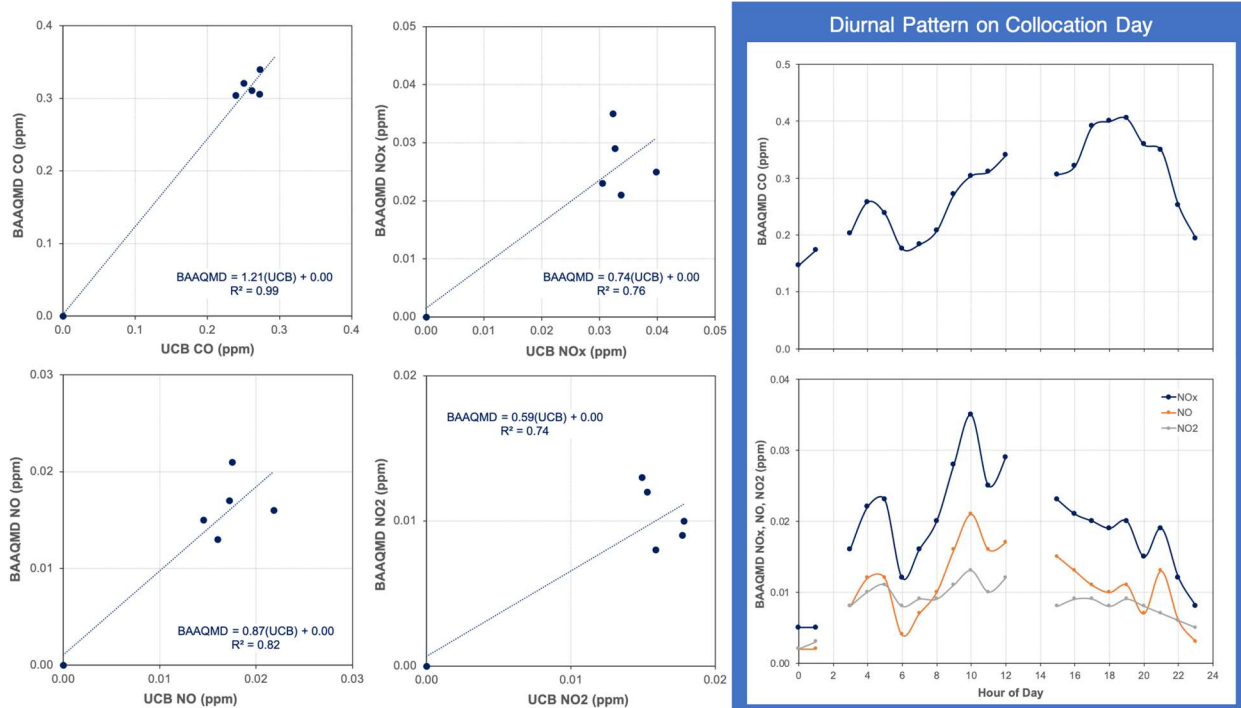 0.4
0.3
0.2
0.1
0.0
0.0
0.1
0.2
0.3
0.4
BAAQMD CO (ppm)
UCB CO (ppm)
BAAQMD = 1.21(UCB) + 0.00
R² = 0.99
0.05
0.04
0.03
0.02
0.01
0.00
0.00
0.01
0.02
0.03
0.04
0.05
BAAQMD NOx (ppm)
UCB NOx (ppm)
BAAQMD = 0.74(UCB) + 0.00
R² = 0.76
0.03
0.02
0.01
0.00
0.00
0.01
0.02
0.03
BAAQMD NO (ppm)
UCB NO (ppm)
BAAQMD = 0.87(UCB) + 0.00
R² = 0.82
0.02
0.01
0.00
0.00
0.01
0.02
BAAQMD NO2 (ppm)
UCB NO2 (ppm)
BAAQMD = 0.59(UCB) + 0.00
R² = 0.74
Diurnal Pattern on Collocation Day
0.5
0.4
0.3
0.2
0.1
0.0
BAAQMD CO (ppm)
0.04
0.03
0.02
0.01
0.00
BAAQMD NOx, NO, NO2 (ppm)
NOx
NO
NO2
0
2
4
6
8
10
12
14
16
18
20
22
24
Hour of Day